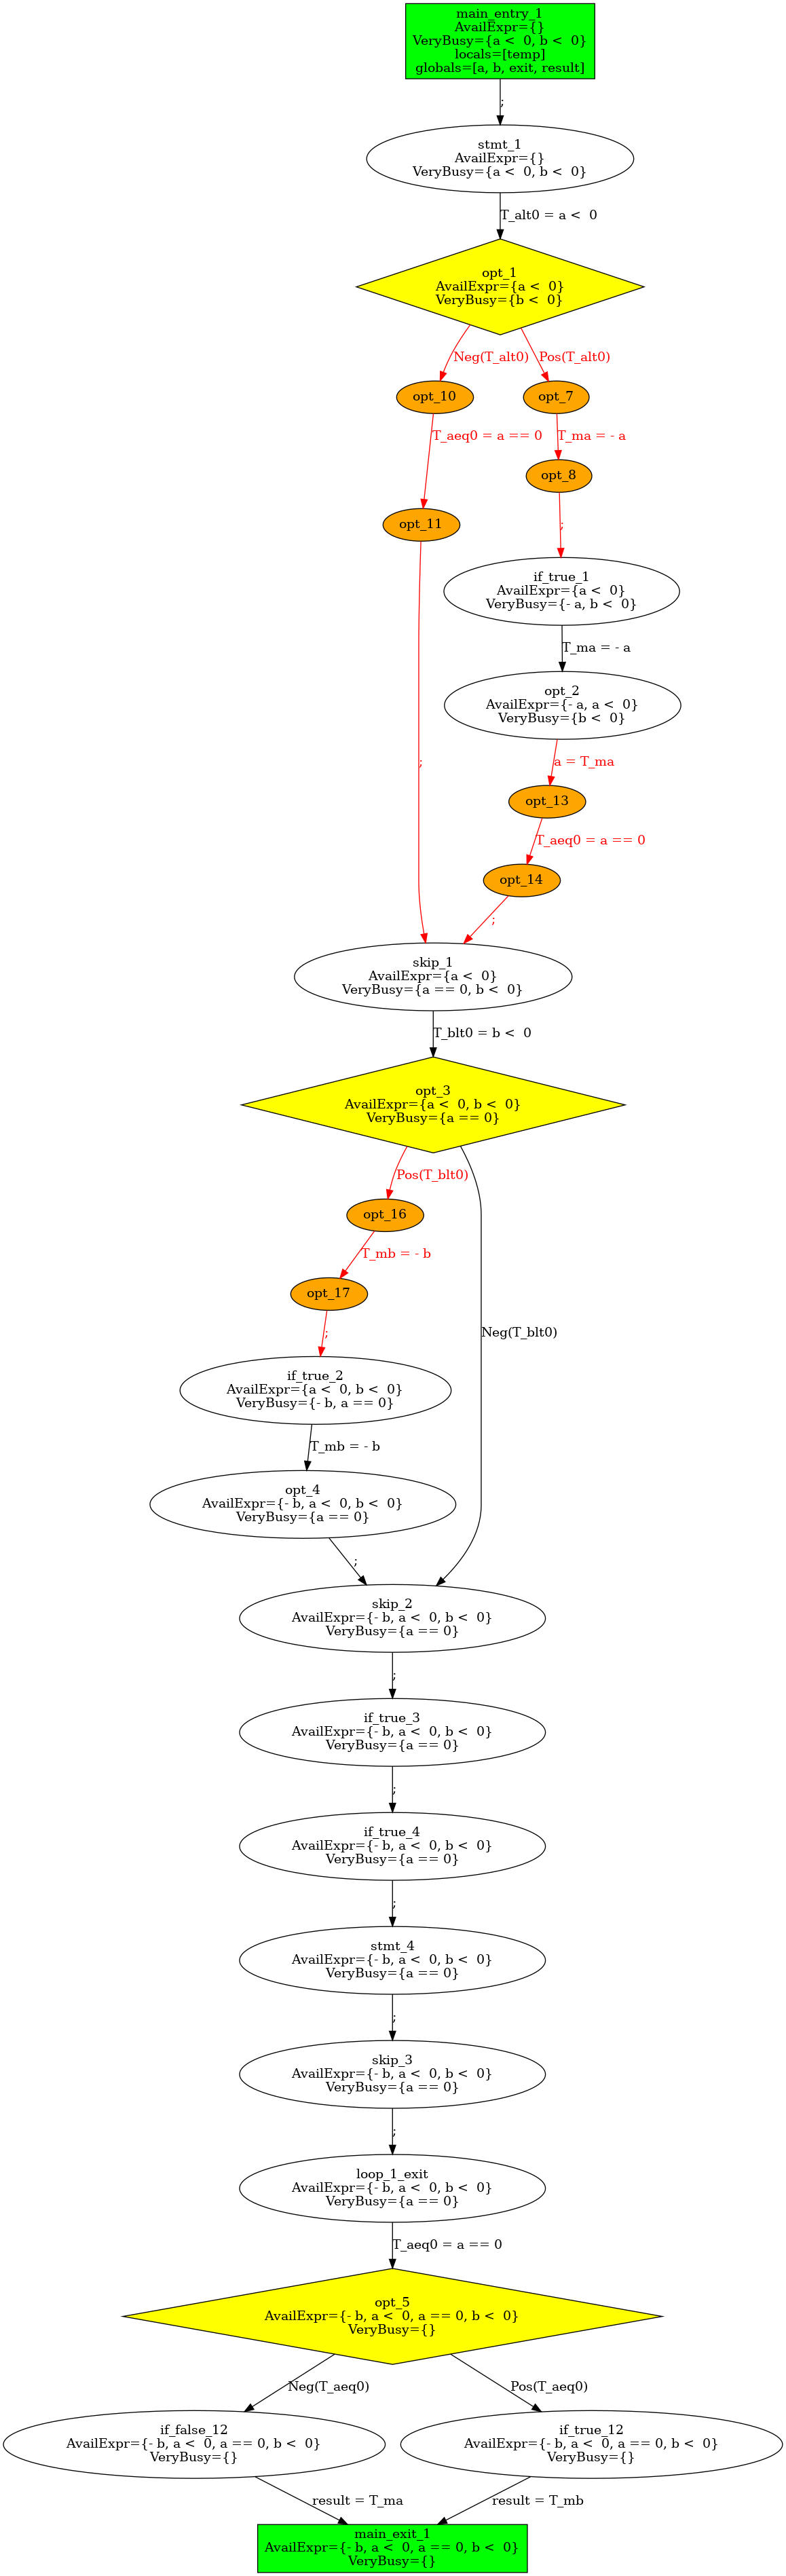 main_entry_1
AvailExpr={}
VeryBusy={a <  0, b <  0}
locals=[temp]
globals=[a, b, exit, result]
;
stmt_1
AvailExpr={}
VeryBusy={a <  0, b <  0}
T_alt0 = a <  0
opt_1
AvailExpr={a <  0}
VeryBusy={b <  0}
Neg(T_alt0)
Pos(T_alt0)
opt_10
opt_7
T_aeq0 = a == 0
T_ma = - a
opt_8
opt_11
;
if_true_1
AvailExpr={a <  0}
VeryBusy={- a, b <  0}
T_ma = - a
opt_2
AvailExpr={- a, a <  0}
VeryBusy={b <  0}
;
a = T_ma
opt_13
T_aeq0 = a == 0
opt_14
;
skip_1
AvailExpr={a <  0}
VeryBusy={a == 0, b <  0}
T_blt0 = b <  0
opt_3
AvailExpr={a <  0, b <  0}
VeryBusy={a == 0}
Pos(T_blt0)
opt_16
T_mb = - b
opt_17
;
Neg(T_blt0)
if_true_2
AvailExpr={a <  0, b <  0}
VeryBusy={- b, a == 0}
T_mb = - b
opt_4
AvailExpr={- b, a <  0, b <  0}
VeryBusy={a == 0}
;
skip_2
AvailExpr={- b, a <  0, b <  0}
VeryBusy={a == 0}
;
if_true_3
AvailExpr={- b, a <  0, b <  0}
VeryBusy={a == 0}
;
if_true_4
AvailExpr={- b, a <  0, b <  0}
VeryBusy={a == 0}
;
stmt_4
AvailExpr={- b, a <  0, b <  0}
VeryBusy={a == 0}
;
skip_3
AvailExpr={- b, a <  0, b <  0}
VeryBusy={a == 0}
;
loop_1_exit
AvailExpr={- b, a <  0, b <  0}
VeryBusy={a == 0}
T_aeq0 = a == 0
opt_5
AvailExpr={- b, a <  0, a == 0, b <  0}
VeryBusy={}
Neg(T_aeq0)
Pos(T_aeq0)
if_false_12
AvailExpr={- b, a <  0, a == 0, b <  0}
VeryBusy={}
if_true_12
AvailExpr={- b, a <  0, a == 0, b <  0}
VeryBusy={}
result = T_ma
result = T_mb
main_exit_1
AvailExpr={- b, a <  0, a == 0, b <  0}
VeryBusy={}